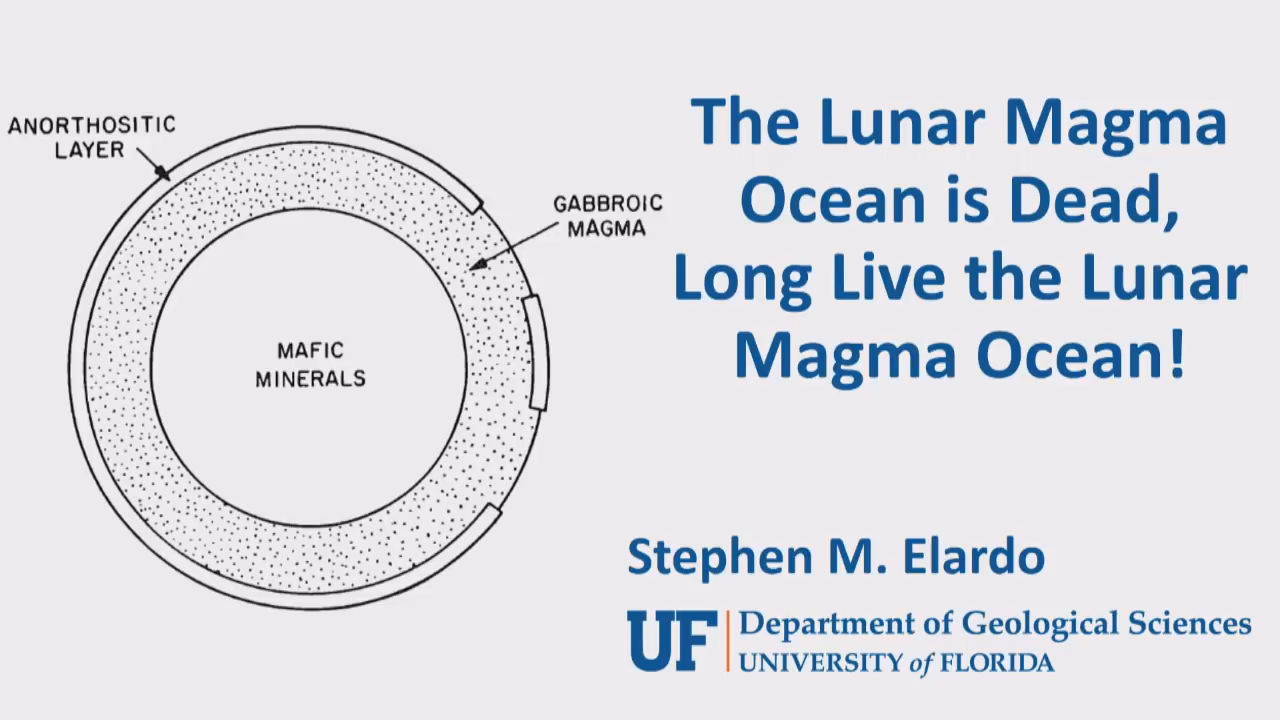 ANORTHOSITIC
LAYER
GABBROIC
MAGMA
MAFIC
MINERALS
The Lunar Magma
Ocean is Dead,
Long Live the Lunar
Magma Ocean!
Stephen M. Elardo
UF
Department of Geological Sciences
UNIVERSITY of FLORIDA